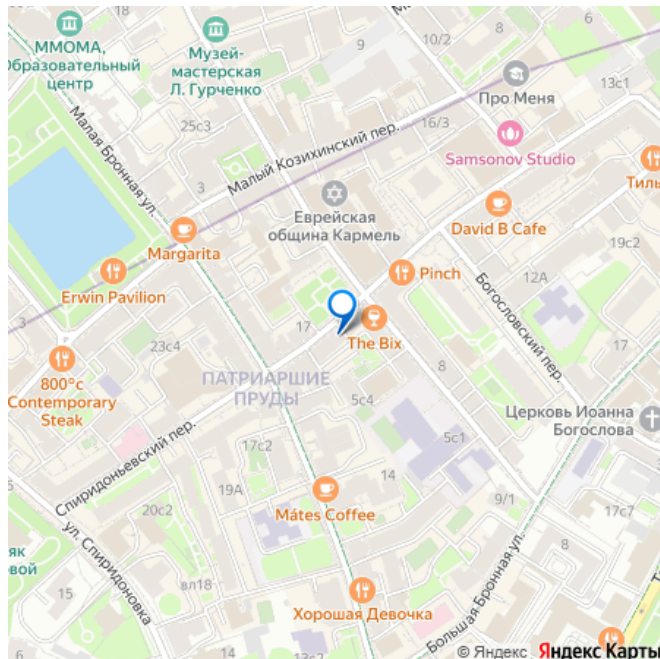 ММОМА,
Образовательный
центр
Музей-
мастерская
Л. Гурченко
6
10/2
3
13с1
Про Меня
25с3
16/3
Малая Бронная ул.
Малый Козихинский пер.
Samsonov Studio
3
Еврейская
община Кармель
David B Cafe
19с2
Margarita
Pinch
12А
Erwin Pavilion
Богословский пер.
17
The Bix
23с4
17
800°c
Contemporary
Steak
ПАТРИАРШИЕ
ПРУДЫ
8
5с4
Церковь Иоанна
Богослова
Спиридоньевский пер.
17с2
5с1
19А
14
9/1
Mátes Coffee
20с2
17с7
ул. Спиридоновка
8
вл18
15
Хорошая Девочка
Большая Бронная ул.
5
© Яндекс Яндекс Карты